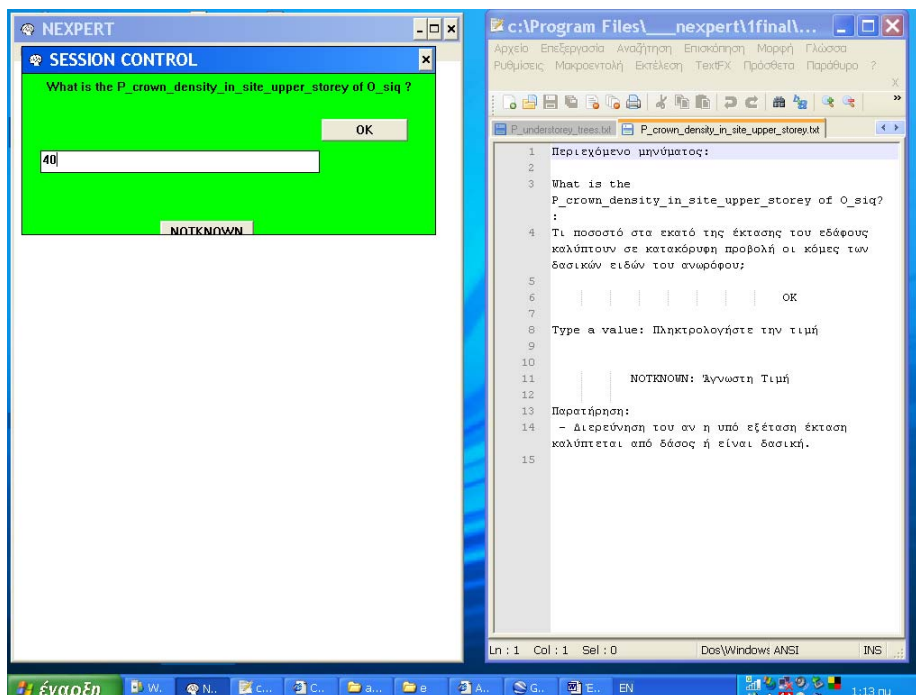 NEXPERT
SESSION CONTROL
What is the P_crown_density_in_site_upper_storey of O_siq ?
OK
40
NOTKNOWN
c:\Program Files\___nexpert\1final\...
Αρχείο Επεξεργασία Αναζήτηση Επισκόπηση Μορφή Γλώσσα
Ρυθμίσεις Μακροεντολή Εκτέλεση TextFX Πρόσθετα Παράθυρο ?
X
»
P_understorey_trees.txt P_crown_density_in_site_upper_storey.txt
1 Περιεχόμενο μηνύματος:
2
3 What is the
P_crown_density_in_site_upper_storey of O_siq?
:
4 Τι ποσοστό στα εκατό της έκτασης του εδάφους
καλύπτουν σε κατακόρυφη προβολή οι κόμες των
δασικών ειδών του ανωρόφου;
5
6 OK
7
8 Type a value: Πληκτρολογήστε την τιμή
9
10
11 NOTKNOWN: Άγνωστη Τιμή
12
13 Παρατήρηση:
14 - Διερεύνηση του αν η υπό εξέταση έκταση
καλύπτεται από δάσος ή είναι δασική.
15
Ln : 1 Col : 1 Sel : 0 Dos\Windows ANSI INS
έναρξη W. N.. c... C.. a... e A.. G.. E.. EN 1:13 πμ